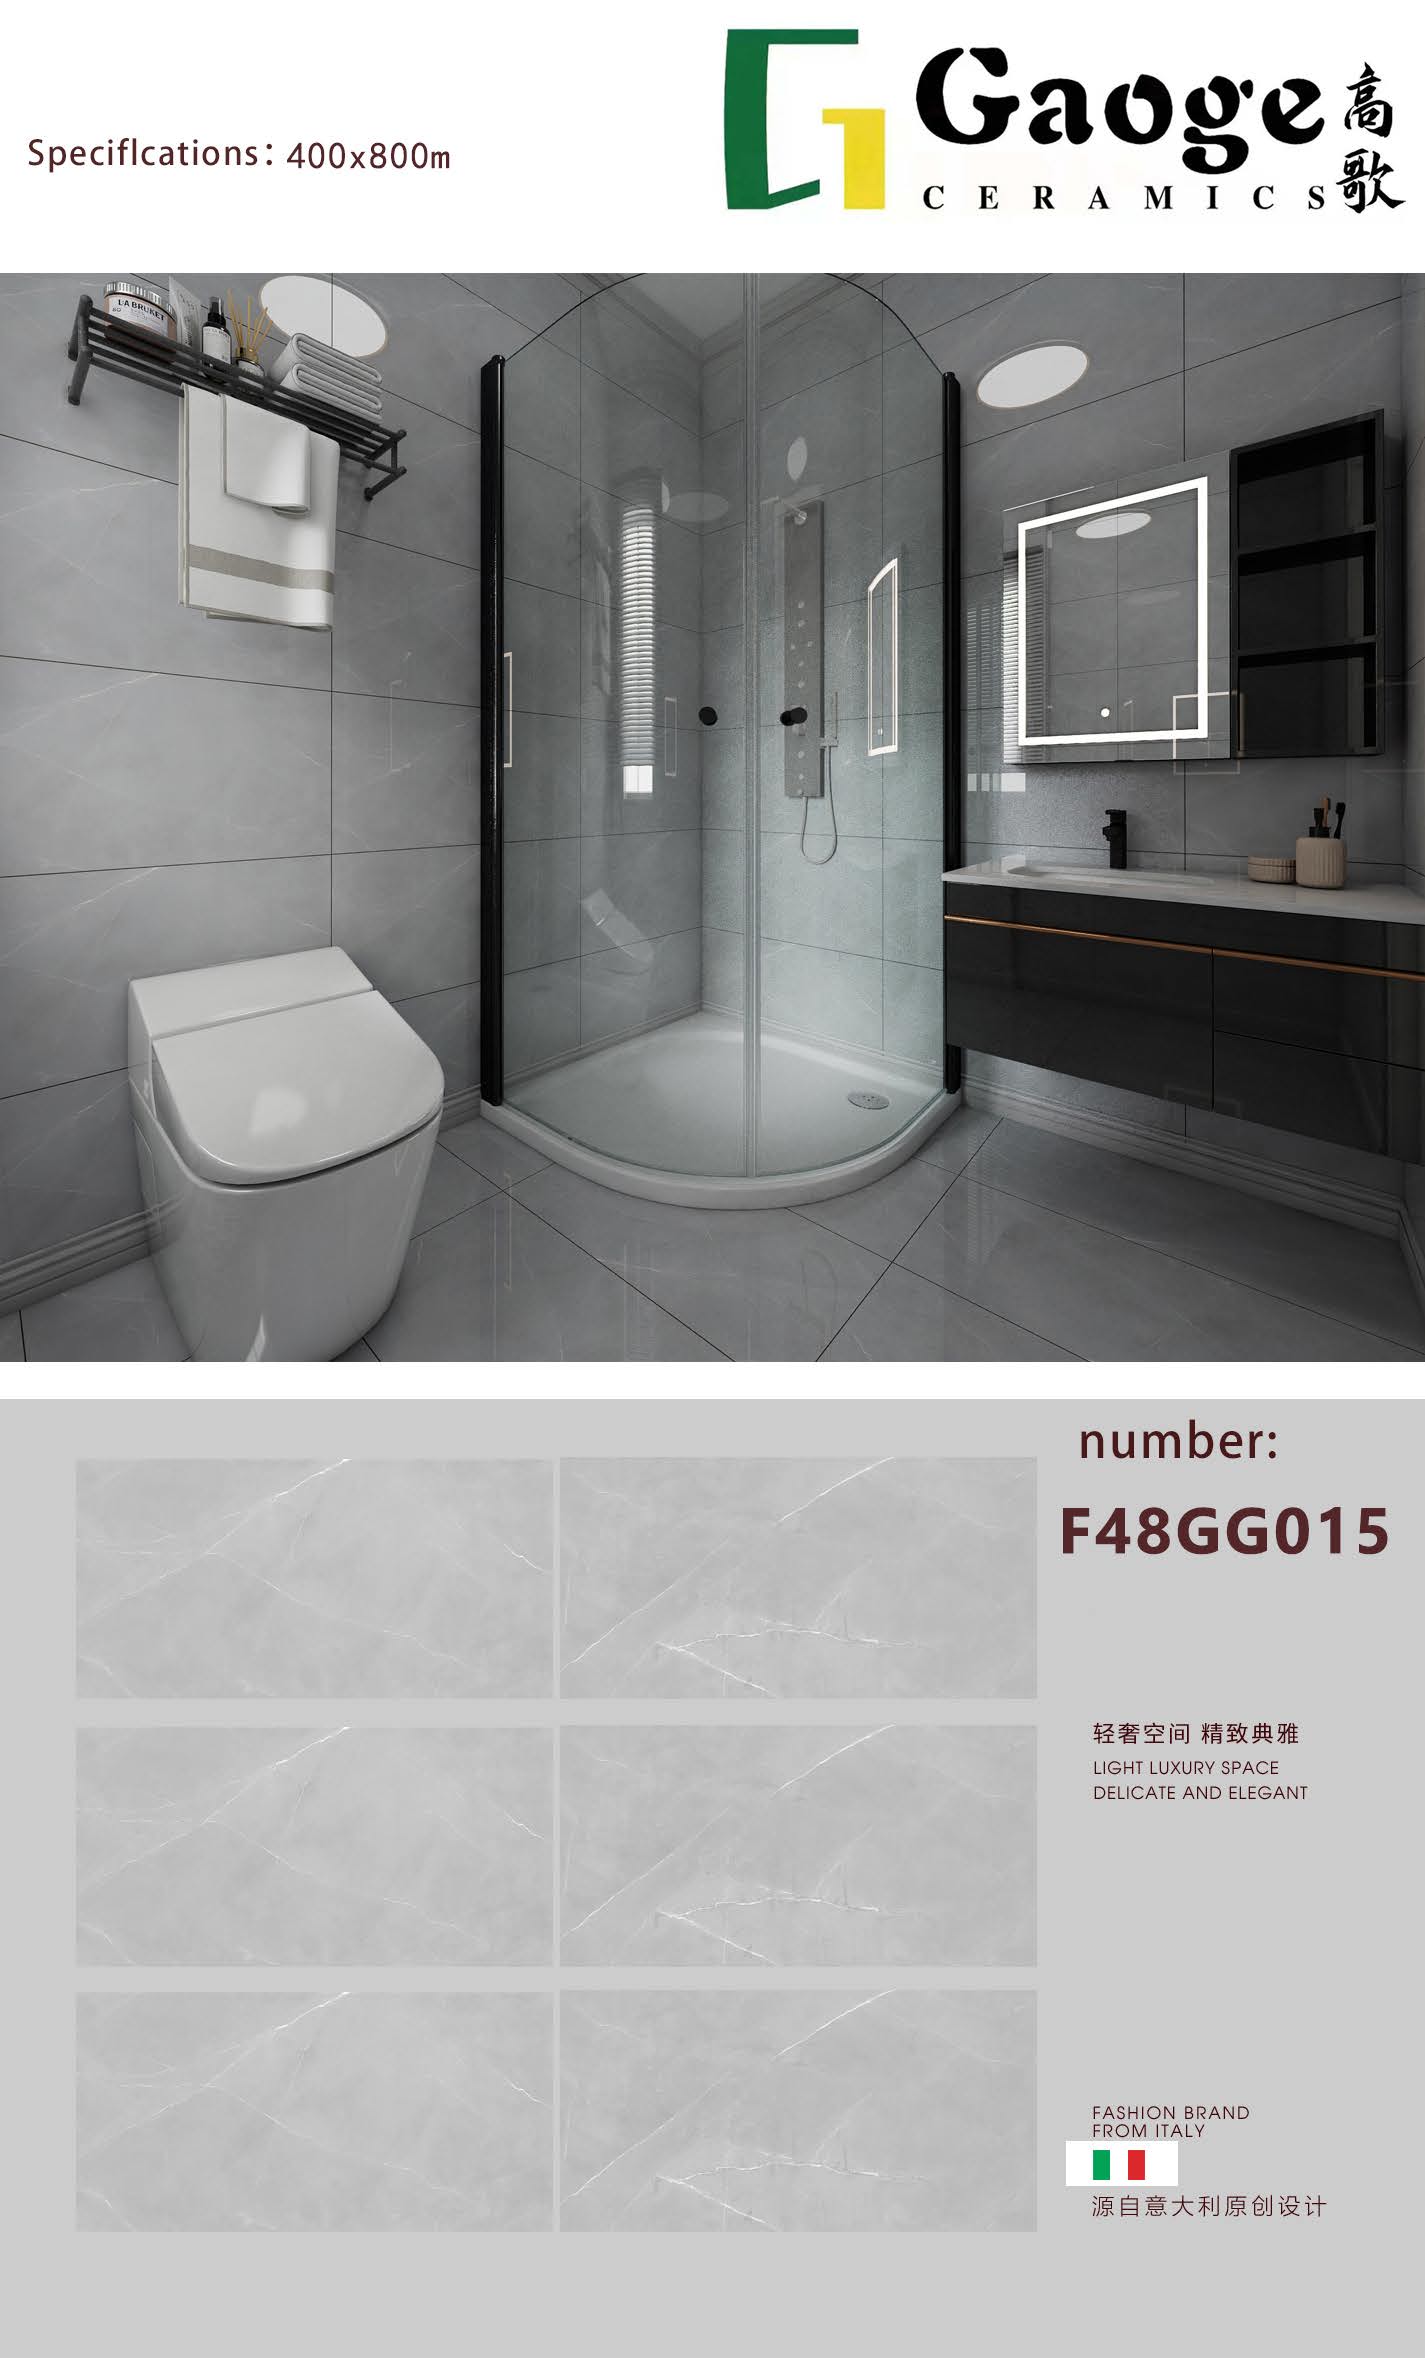 Speciflcations: 400x800m
Gaoge 高歌
CERAMICS
LA BRUKET
number:
F48GG015
轻奢空间 精致典雅
LIGHT LUXURY SPACE
DELICATE AND ELEGANT
FASHION BRAND
FROM ITALY
源自意大利原创设计